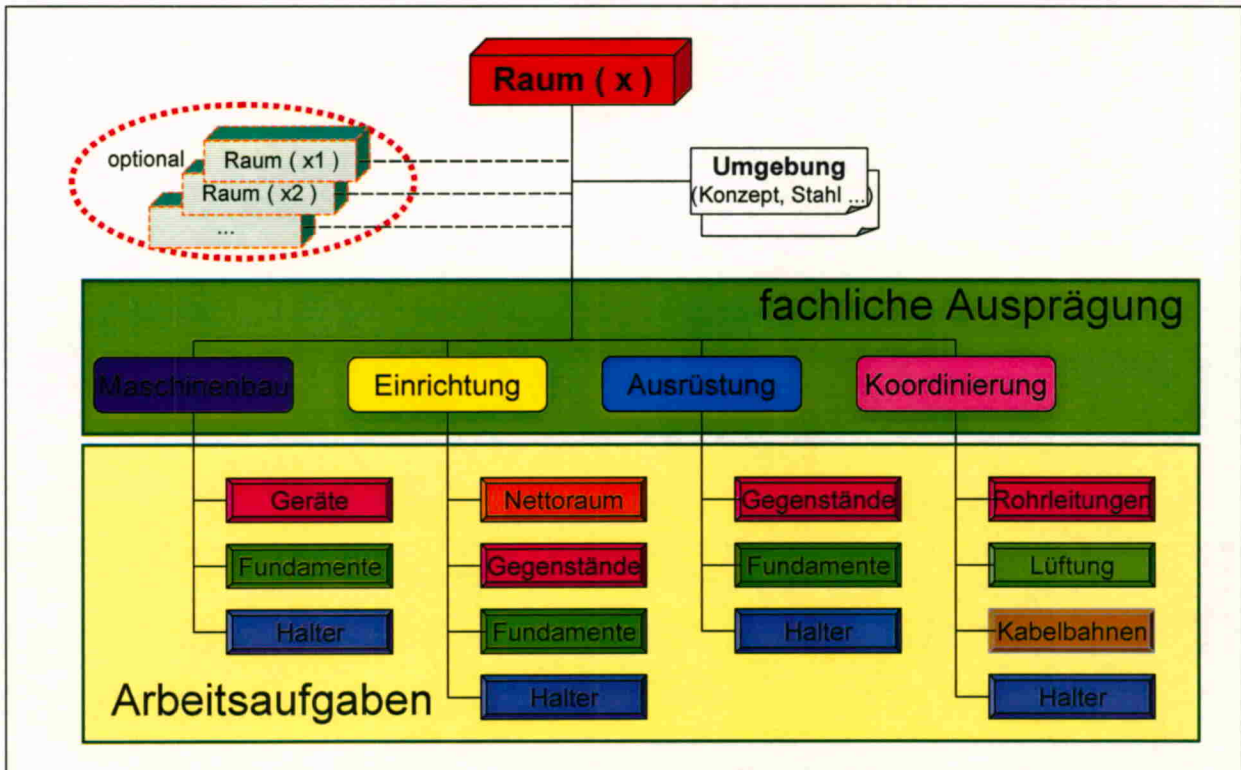 Raum ( x )
optional
Raum ( x1 )
Raum ( x2 )
...
Umgebung
(Konzept, Stahl ...)
fachliche Ausprägung
Maschinenbau
Einrichtung
Ausrüstung
Koordinierung
Geräte
Fundamente
Halter
Nettoraum
Gegenstände
Fundamente
Halter
Gegenstände
Fundamente
Halter
Rohrleitungen
Lüftung
Kabelbahnen
Halter
Arbeitsaufgaben